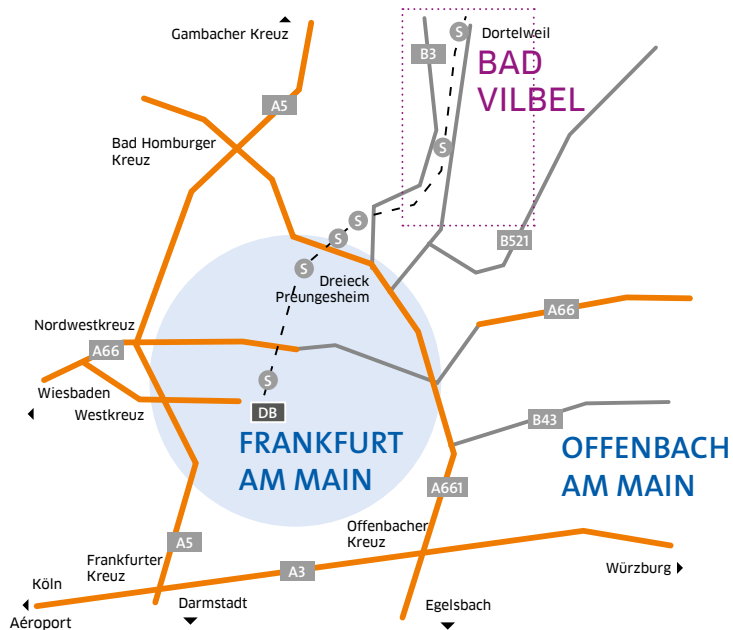 Gambacher Kreuz
S
Dortelweil
B3
BAD
VILBEL
A5
Bad Homburger
Kreuz
S
S
S
B521
S
Dreieck
Preungesheim
A66
Nordwestkreuz
A66
S
Wiesbaden
Westkreuz
DB
B43
FRANKFURT
AM MAIN
OFFENBACH
AM MAIN
A661
Offenbacher
Kreuz
A5
Frankfurter
Kreuz
A3
Würzburg
Köln
Aéroport
Darmstadt
Egelsbach